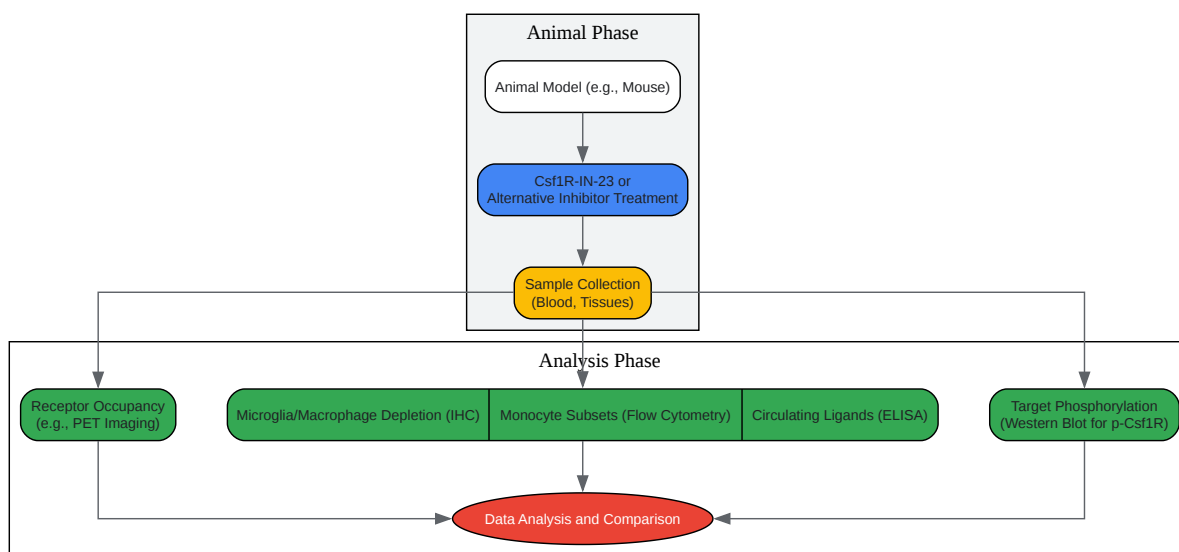 Animal Phase
Animal Model (e.g., Mouse)
Csf1R-IN-23 or
Alternative Inhibitor Treatment
Sample Collection
(Blood, Tissues)
Analysis Phase
Receptor Occupancy
(e.g., PET Imaging)
Microglia/Macrophage Depletion (IHC)
Monocyte Subsets (Flow Cytometry)
Circulating Ligands (ELISA)
Target Phosphorylation
(Western Blot for p-Csf1R)
Data Analysis and Comparison